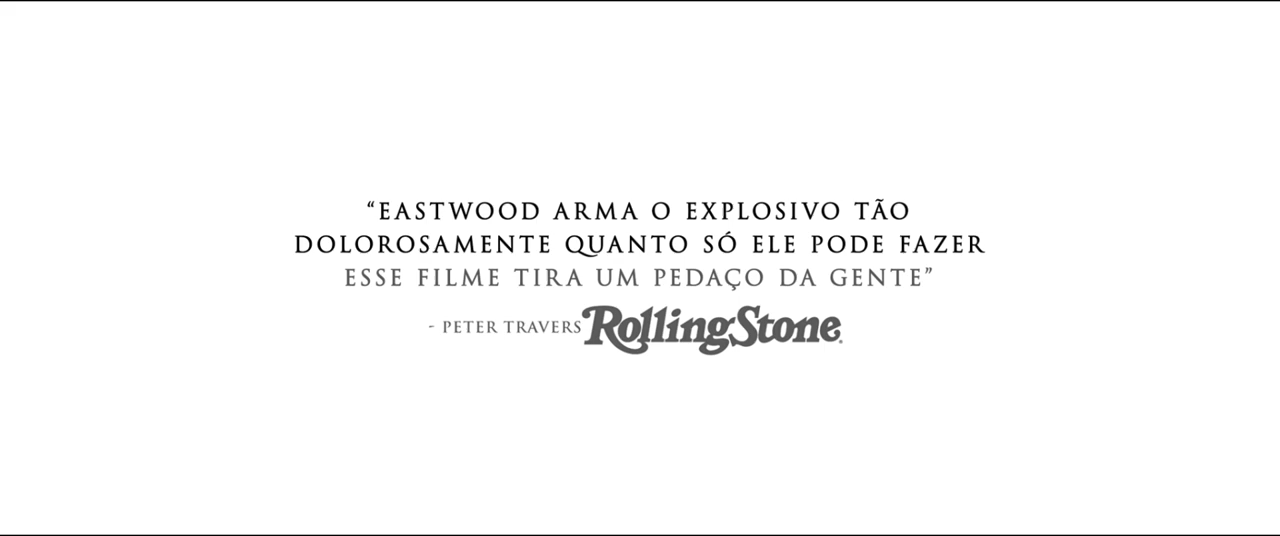 “EASTWOOD ARMA O EXPLOSIVO TÃO
DOLOROSAMENTE QUANTO SÓ ELE PODE FAZER
ESSE FILME TIRA UM PEDAÇO DA GENTE”
- PETER TRAVERS RollingStone